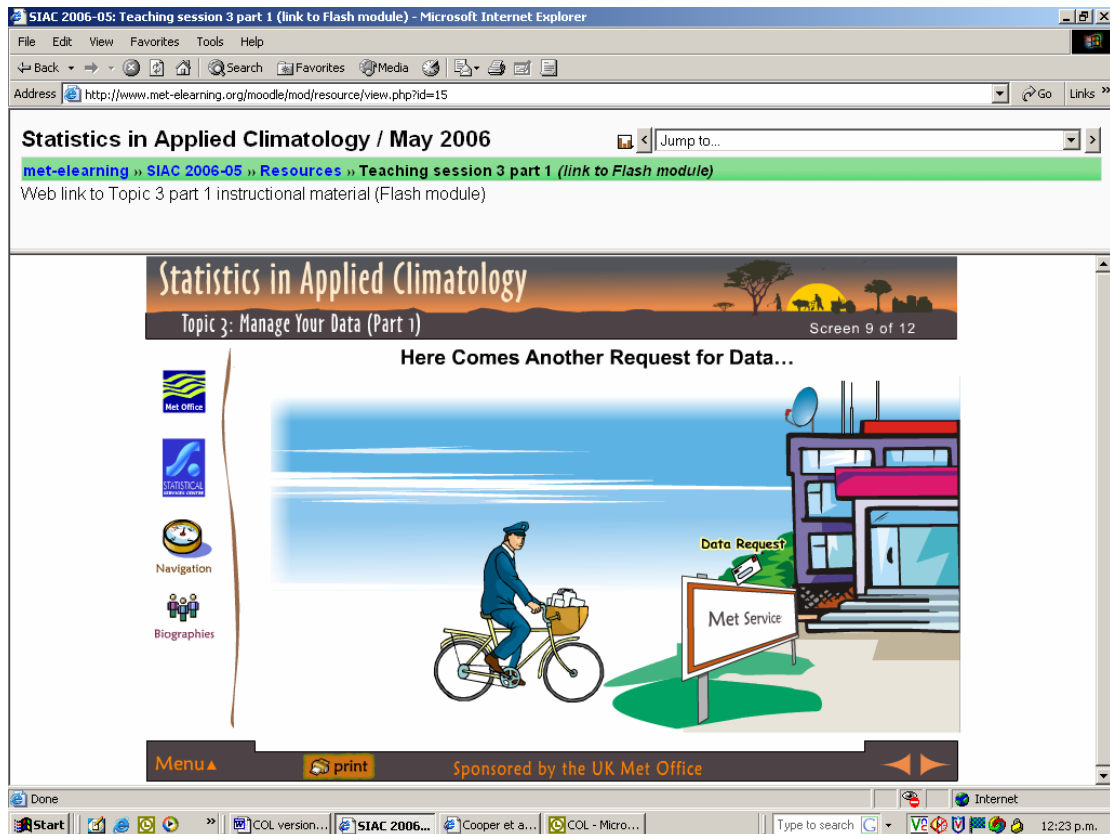 SIAC 2006-05: Teaching session 3 part 1 (link to Flash module) - Microsoft Internet Explorer
File Edit View Favorites Tools Help
Back Search Favorites Media
Address http://www.met-elearning.org/moodle/mod/resource/view.php?id=15 Go Links »
Statistics in Applied Climatology / May 2006 < Jump to... >
met-elearning » SIAC 2006-05 » Resources » Teaching session 3 part 1 (link to Flash module)
Web link to Topic 3 part 1 instructional material (Flash module)
Statistics in Applied Climatology
Topic 3: Manage Your Data (Part 1) Screen 9 of 12
Here Comes Another Request for Data...
Met Office
STATISTICAL
SERVICES CENTRE
Navigation
Biographies
Data Request
Met Service
Menu▲ print Sponsored by the UK Met Office
Done Internet
Start » COL version... SIAC 2006... Cooper et a... COL - Micro... Type to search 12:23 p.m.